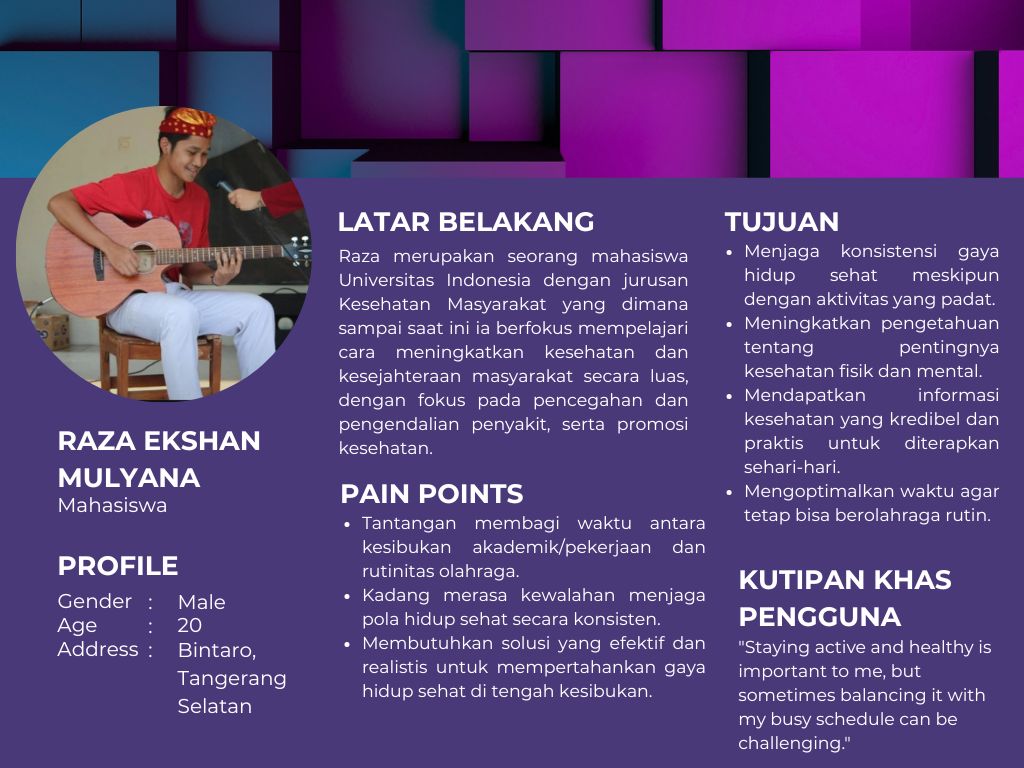 RAZA EKSHAN
MULYANA
Mahasiswa
PROFILE
Gender : Male
Age : 20
Address : Bintaro,
Tangerang
Selatan
LATAR BELAKANG
Raza merupakan seorang mahasiswa
Universitas Indonesia dengan jurusan
Kesehatan Masyarakat yang dimana
sampai saat ini ia berfokus mempelajari
cara meningkatkan kesehatan dan
kesejahteraan masyarakat secara luas,
dengan fokus pada pencegahan dan
pengendalian penyakit, serta promosi
kesehatan.
PAIN POINTS
• Tantangan membagi waktu antara
kesibukan akademik/pekerjaan dan
rutinitas olahraga.
• Kadang merasa kewalahan menjaga
pola hidup sehat secara konsisten.
• Membutuhkan solusi yang efektif dan
realistis untuk mempertahankan gaya
hidup sehat di tengah kesibukan.
TUJUAN
• Menjaga konsistensi gaya
hidup sehat meskipun
dengan aktivitas yang padat.
• Meningkatkan pengetahuan
tentang pentingnya
kesehatan fisik dan mental.
• Mendapatkan informasi
kesehatan yang kredibel dan
praktis untuk diterapkan
sehari-hari.
• Mengoptimalkan waktu agar
tetap bisa berolahraga rutin.
KUTIPAN KHAS
PENGGUNA
"Staying active and healthy is
important to me, but
sometimes balancing it with
my busy schedule can be
challenging."